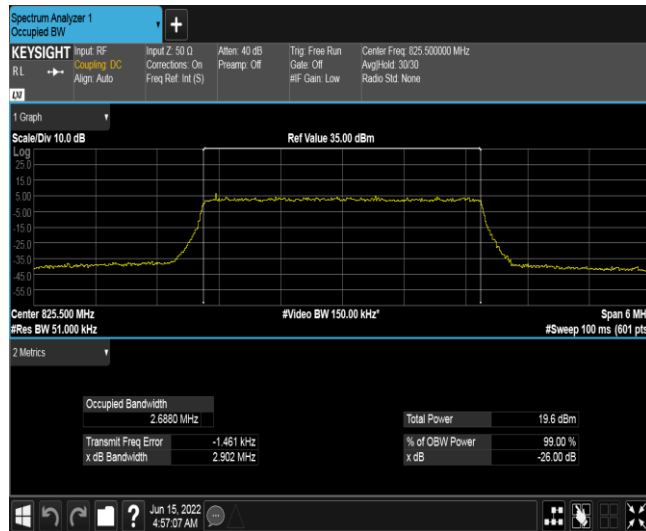 Spectrum Analyzer 1
Occupied BW
+
KEYSIGHT
RL
LXI
Input: RF
Coupling: DC
Align: Auto
Input Z: 50 Ω
Corrections: On
Freq Ref: Int (S)
Atten: 40 dB
Preamp: Off
Trig: Free Run
Gate: Off
#IF Gain: Low
Center Freq: 825.500000 MHz
Avg|Hold: 30/30
Radio Std: None
1 Graph
Scale/Div 10.0 dB
Ref Value 35.00 dBm
Log
25.0
15.0
5.00
-5.00
-15.0
-25.0
-35.0
-45.0
-55.0
Center 825.500 MHz
#Video BW 150.00 kHz*
Span 6 MH
#Res BW 51.000 kHz
#Sweep 100 ms (601 pts
2 Metrics
Occupied Bandwidth
2.6880 MHz
Total Power 19.6 dBm
Transmit Freq Error -1.461 kHz
% of OBW Power 99.00 %
x dB Bandwidth 2.902 MHz
x dB -26.00 dB
?
Jun 15, 2022
4:57:07 AM